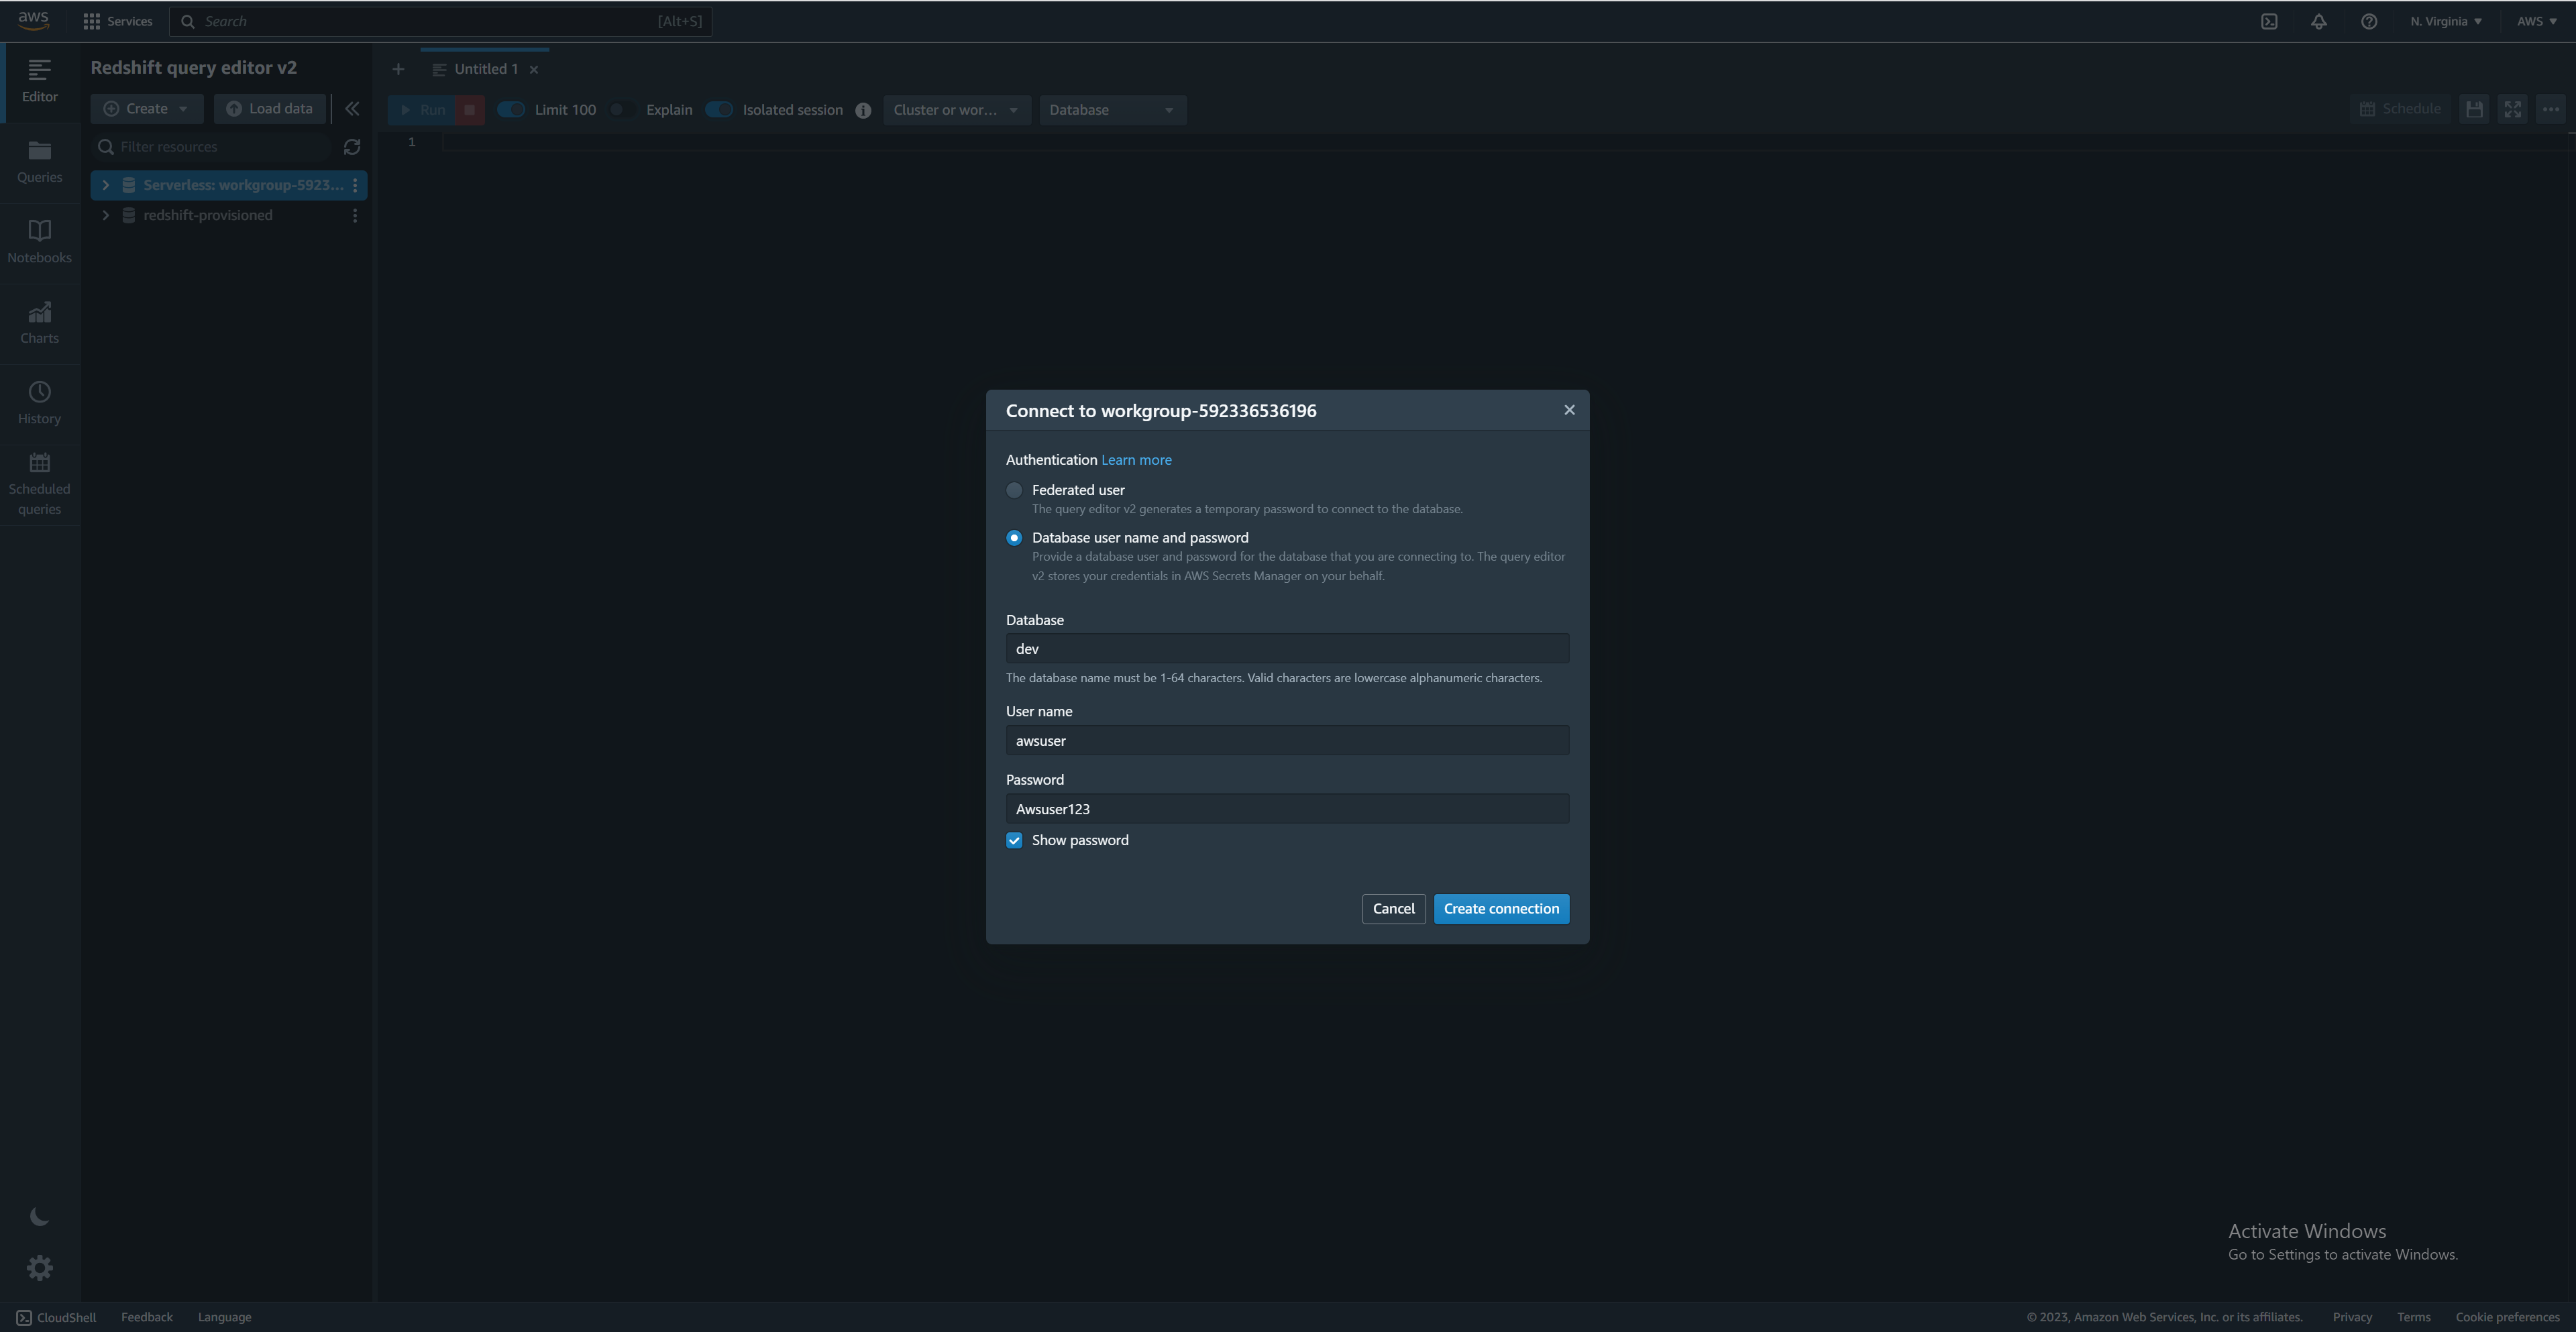 aws Services Search [Alt+S] N. Virginia AWS
Editor
Queries
Notebooks
Charts
History
Scheduled
queries
Redshift query editor v2
Create Load data
Filter resources
Serverless: workgroup-5923...
redshift-provisioned
Untitled 1
Run Limit 100 Explain Isolated session Cluster or wor... Database Schedule
1
Connect to workgroup-592336536196
Authentication Learn more
Federated user
The query editor v2 generates a temporary password to connect to the database.
Database user name and password
Provide a database user and password for the database that you are connecting to. The query editor
v2 stores your credentials in AWS Secrets Manager on your behalf.
Database
dev
The database name must be 1-64 characters. Valid characters are lowercase alphanumeric characters.
User name
awsuser
Password
Awsuser123
Show password
Cancel Create connection
Activate Windows
Go to Settings to activate Windows.
CloudShell Feedback Language © 2023, Amazon Web Services, Inc. or its affiliates. Privacy Terms Cookie preferences